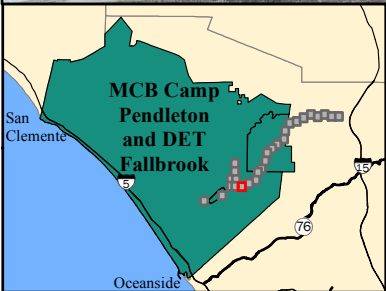 MCB Camp
Pendleton
and DET
Fallbrook
San
Clemente
5
15
76
Oceanside